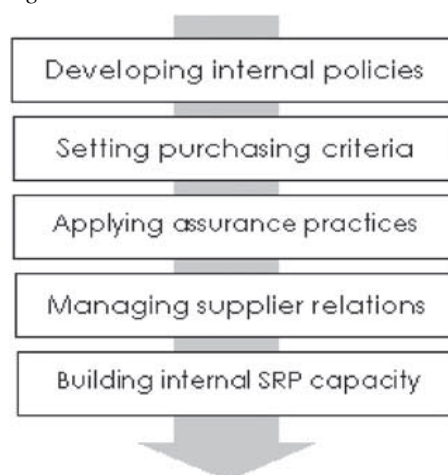 Developing internal policies
Setting purchasing criteria
Applying assurance practices
Managing supplier relations
Building internal SRP capacity